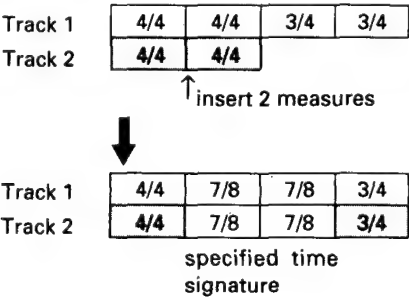 Track 1 4/4 4/4 3/4 3/4
Track 2 4/4 4/4
insert 2 measures
Track 1 4/4 7/8 7/8 3/4
Track 2 4/4 7/8 7/8 3/4
specified time
signature